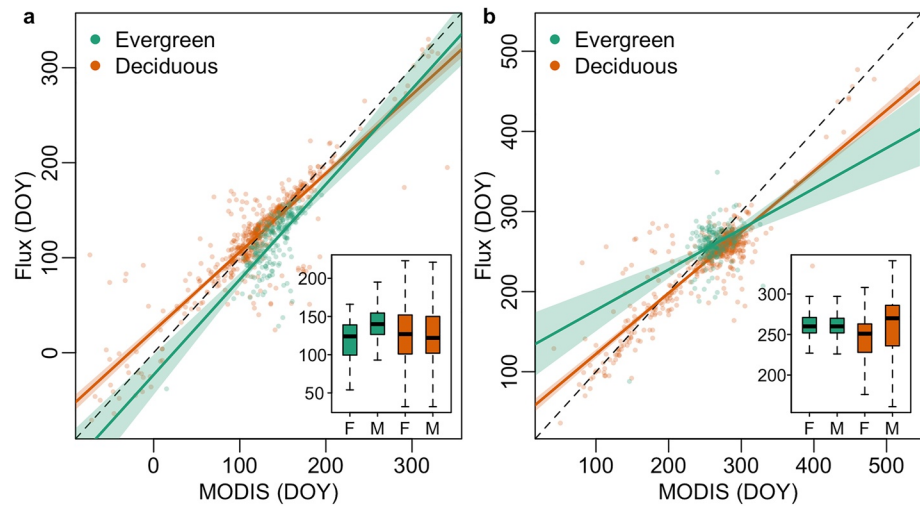 a
Evergreen
Deciduous
Flux (DOY)
300
200
100
0
0 100 200 300
MODIS (DOY)
200
150
100
50
F M F M
b
Evergreen
Deciduous
Flux (DOY)
500
400
300
200
100
100 200 300 400 500
MODIS (DOY)
300
250
200
F M F M